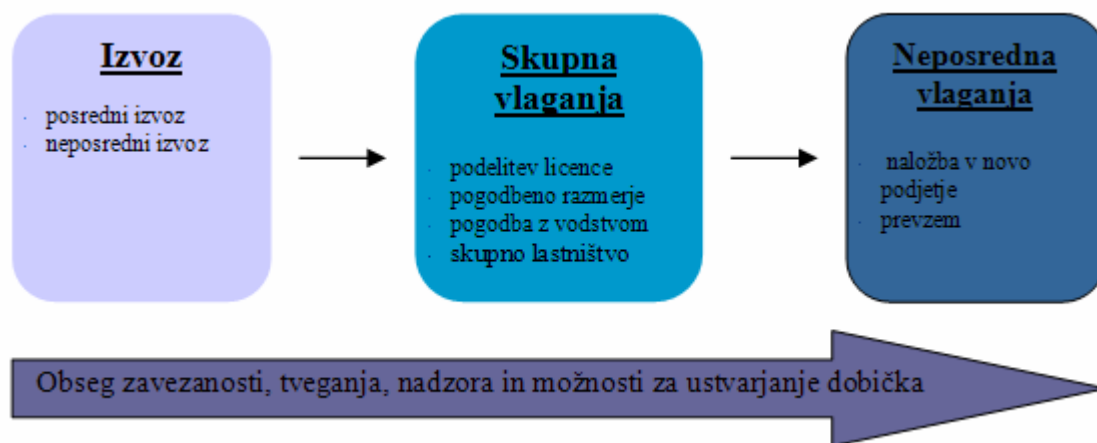 Izvoz
· posredni izvoz
· neposredni izvoz
Skupna
vlaganja
· podelitev licence
· pogodbeno razmerje
· pogodba z vodstvom
· skupno lastništvo
Neposredna
vlaganja
· naložba v novo
podjetje
· prevzem
Obseg zavezanosti, tveganja, nadzora in možnosti za ustvarjanje dobička